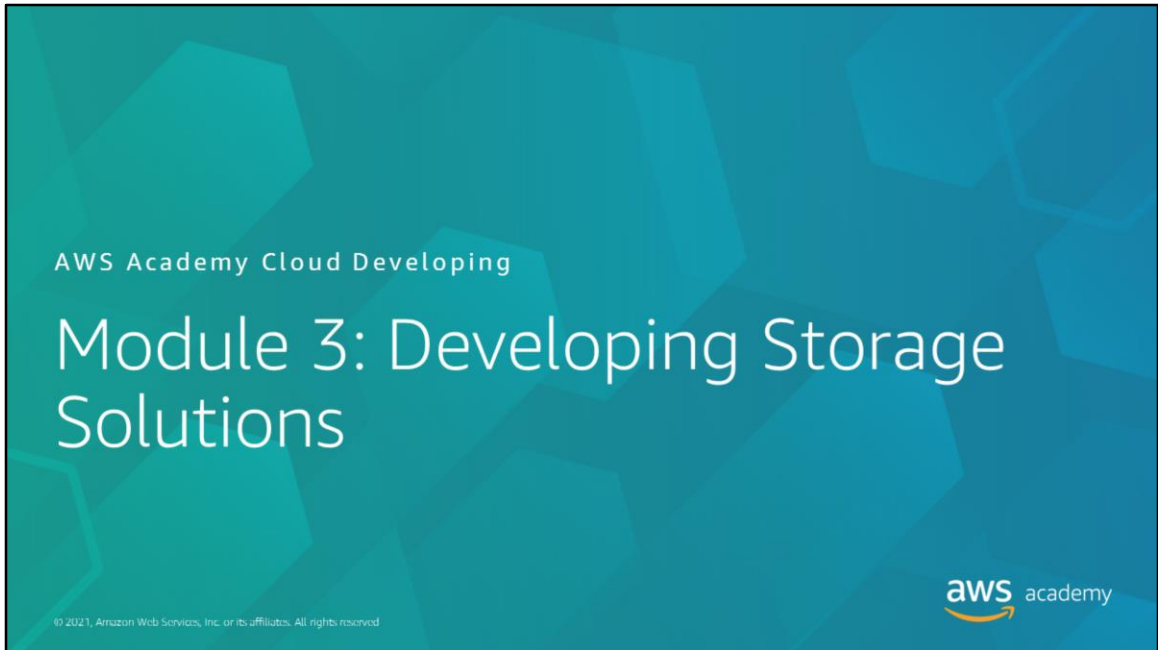 AWS Academy Cloud Developing
Module 3: Developing Storage
Solutions
aws academy
© 2021, Amazon Web Services, Inc. or its affiliates. All rights reserved